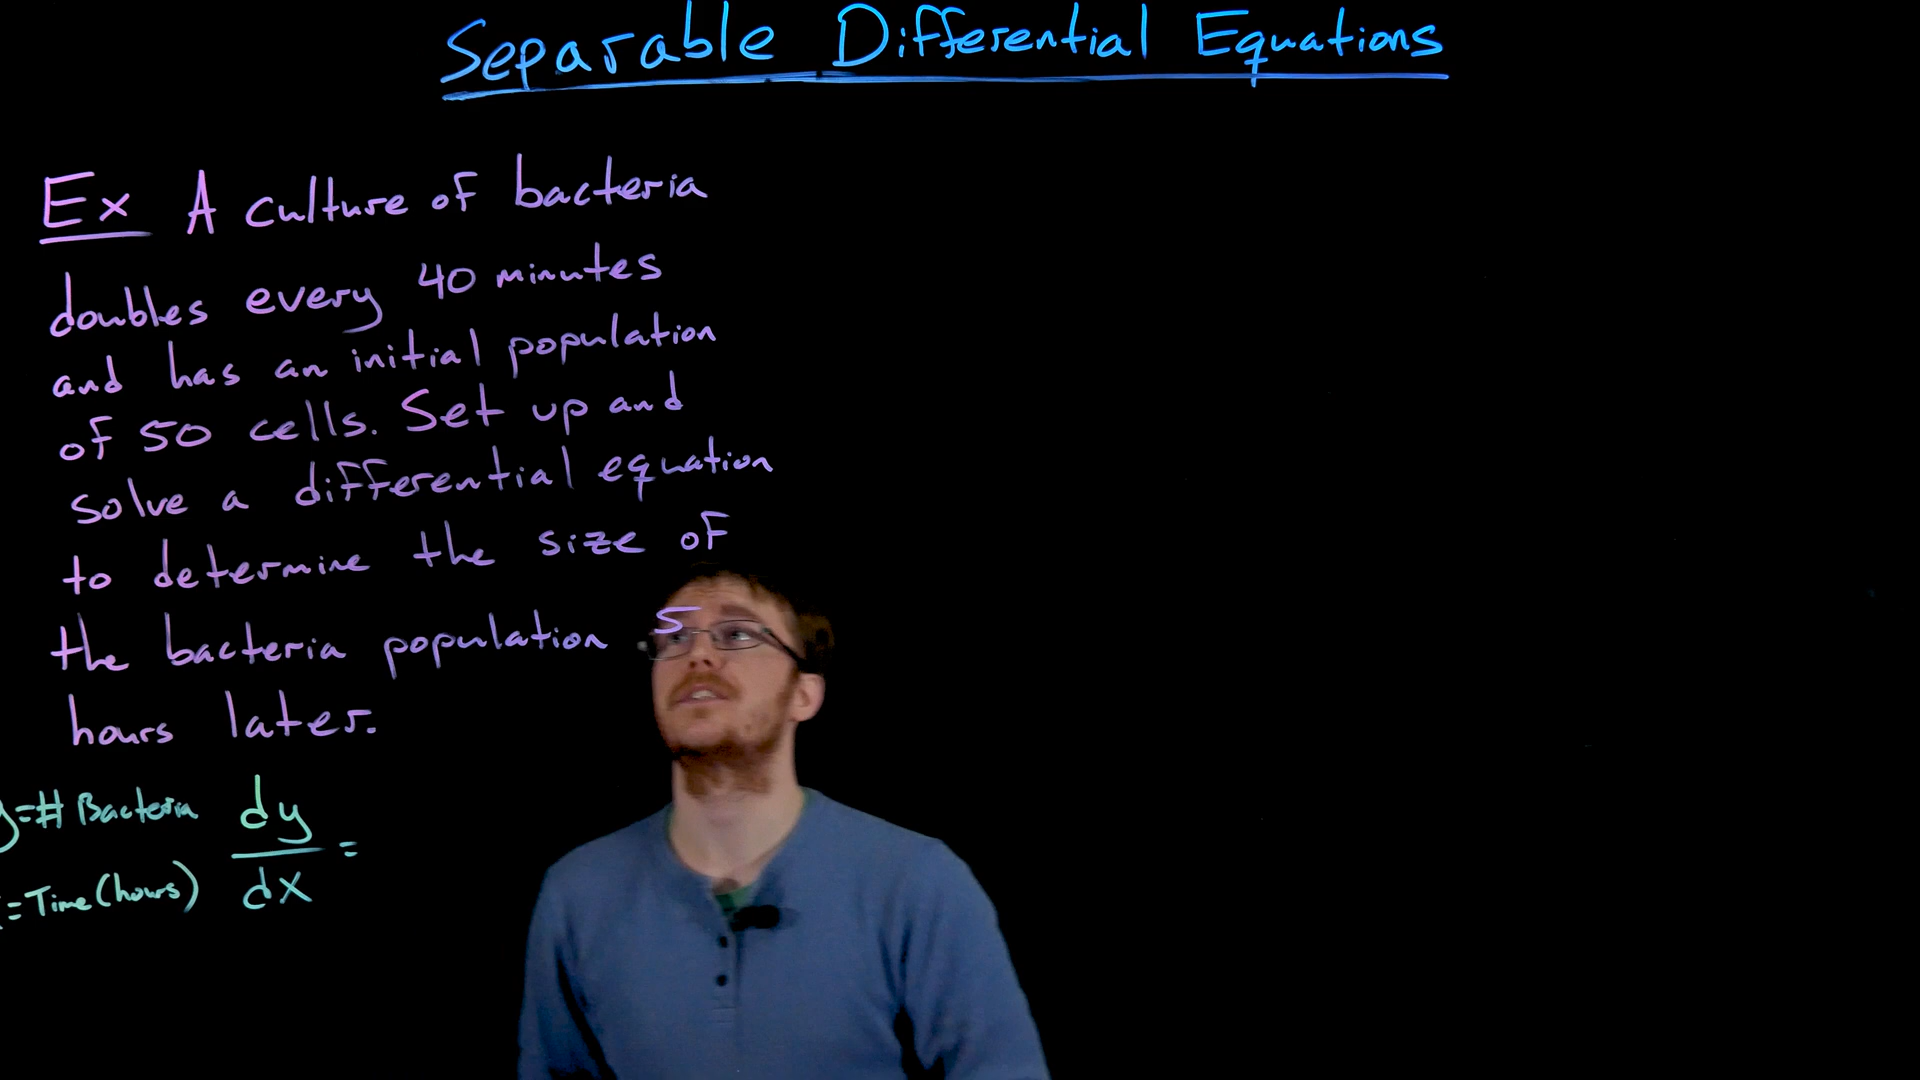 Separable Differential Equations
Ex A culture of bacteria
doubles every 40 minutes
and has an initial population
of 50 cells. Set up and
solve a differential equation
to determine the size of
the bacteria population 5
hours later.
y=# Bacteria
=Time(hours)
dy
dx
=